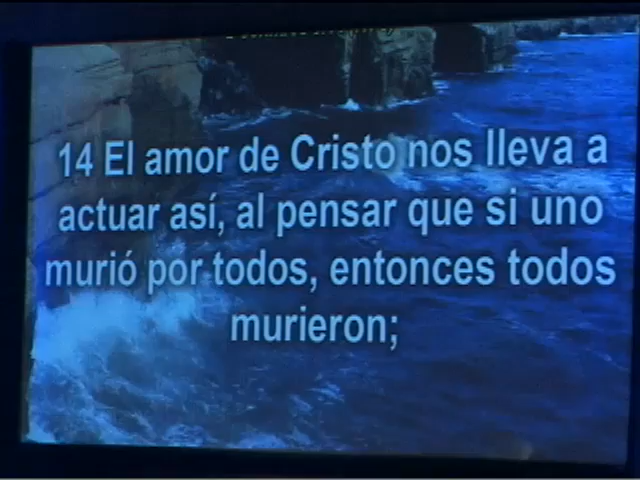 14 El amor de Cristo nos lleva a
actuar así, al pensar que si uno
murió por todos, entonces todos
murieron;